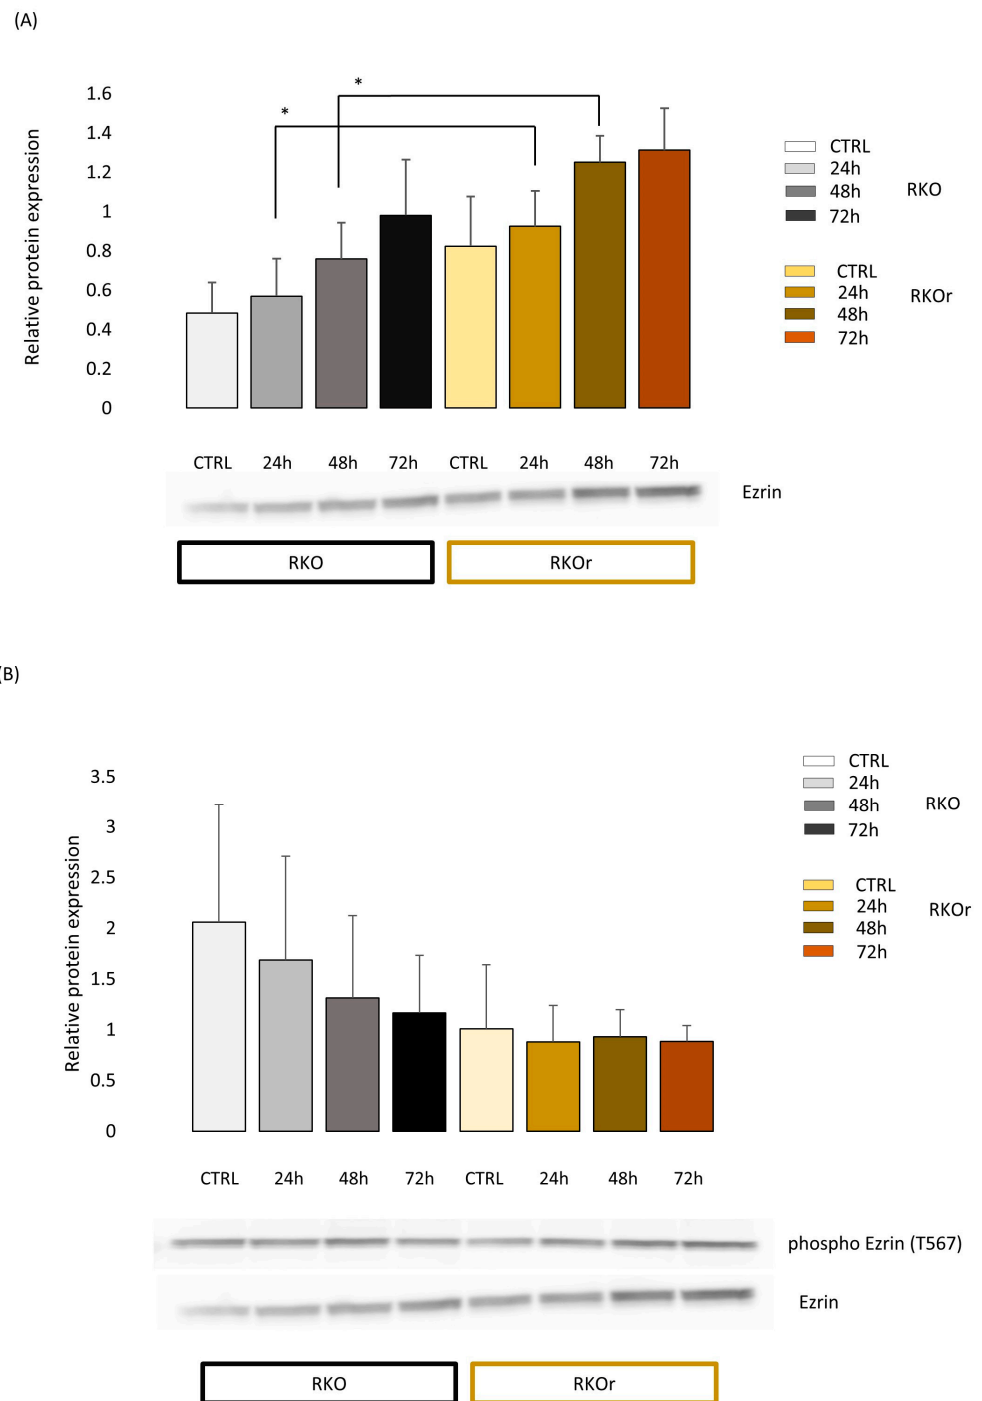 (A)
*
*
1.6
1.4
1.2
1
0.8
0.6
0.4
0.2
0
Relative protein expression
CTRL
24h
48h
72h
RKO
CTRL
24h
48h
72h
RKOr
CTRL 24h 48h 72h CTRL 24h 48h 72h
Ezrin
RKO RKOr
(B)
3.5
3
2.5
2
1.5
1
0.5
0
Relative protein expression
CTRL
24h
48h
72h
RKO
CTRL
24h
48h
72h
RKOr
CTRL 24h 48h 72h CTRL 24h 48h 72h
phospho Ezrin (T567)
Ezrin
RKO RKOr